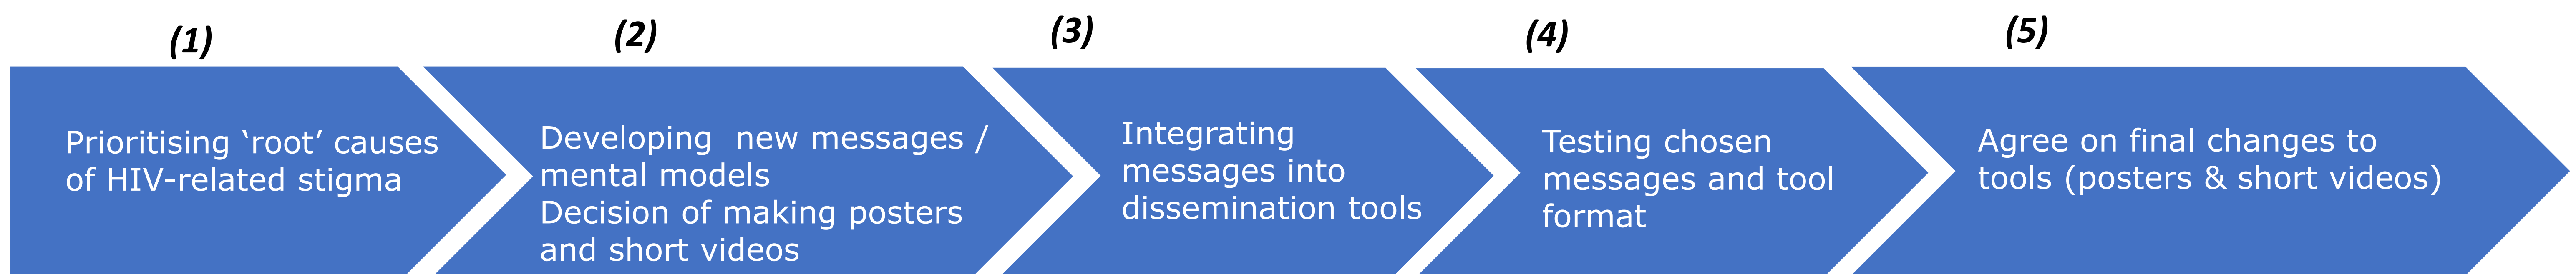 (1)
Prioritising ‘root’ causes
of HIV-related stigma
(2)
Developing  new messages /
mental models
Decision of making posters
and short videos
(3)
Integrating
messages into
dissemination tools
(4)
Testing chosen
messages and tool
format
(5)
Agree on final changes to
tools (posters & short videos)